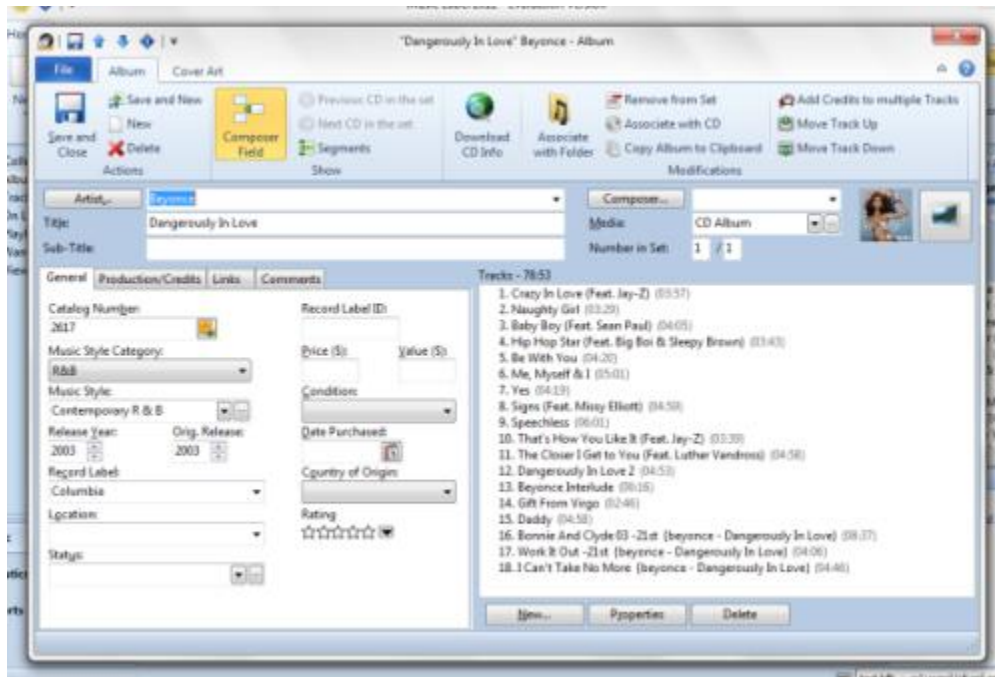 "Dangerously In Love" Beyonce - Album
File Album Cover Art
Save and Close
Save and New
New
Delete
Actions
Composer Field
Previous CD in the set
Next CD in the set
Segments
Show
Download CD Info
Associate with Folder
Remove from Set
Associate with CD
Copy Album to Clipboard
Add Credits to multiple Tracks
Move Track Up
Move Track Down
Modifications
Artist... Beyonce
Composer...
Title: Dangerously In Love
Media: CD Album
Sub-Title:
Number in Set: 1 / 1
General Production/Credits Links Comments
Catalog Number:
2617
Record Label ID:
Music Style Category:
R&B
Price ($): Value ($):
Music Style:
Contemporary R & B
Condition:
Release Year: Orig. Release:
2003 2003
Date Purchased:
Record Label:
Columbia
Country of Origin:
Location:
Rating
Status:
Tracks - 78:53
1. Crazy In Love (Feat. Jay-Z) (03:57)
2. Naughty Girl (03:29)
3. Baby Boy (Feat. Sean Paul) (04:05)
4. Hip Hop Star (Feat. Big Boi & Sleepy Brown) (03:43)
5. Be With You (04:20)
6. Me, Myself & I (05:01)
7. Yes (04:19)
8. Signs (Feat. Missy Elliott) (04:59)
9. Speechless (06:01)
10. That's How You Like It (Feat. Jay-Z) (03:39)
11. The Closer I Get to You (Feat. Luther Vandross) (04:58)
12. Dangerously In Love 2 (04:53)
13. Beyonce Interlude (00:16)
14. Gift From Virgo (02:46)
15. Daddy (04:58)
16. Bonnie And Clyde 03 -21st (beyonce - Dangerously In Love) (08:37)
17. Work It Out -21st (beyonce - Dangerously In Love) (04:06)
18. I Can't Take No More (beyonce - Dangerously In Love) (04:46)
New... Properties Delete